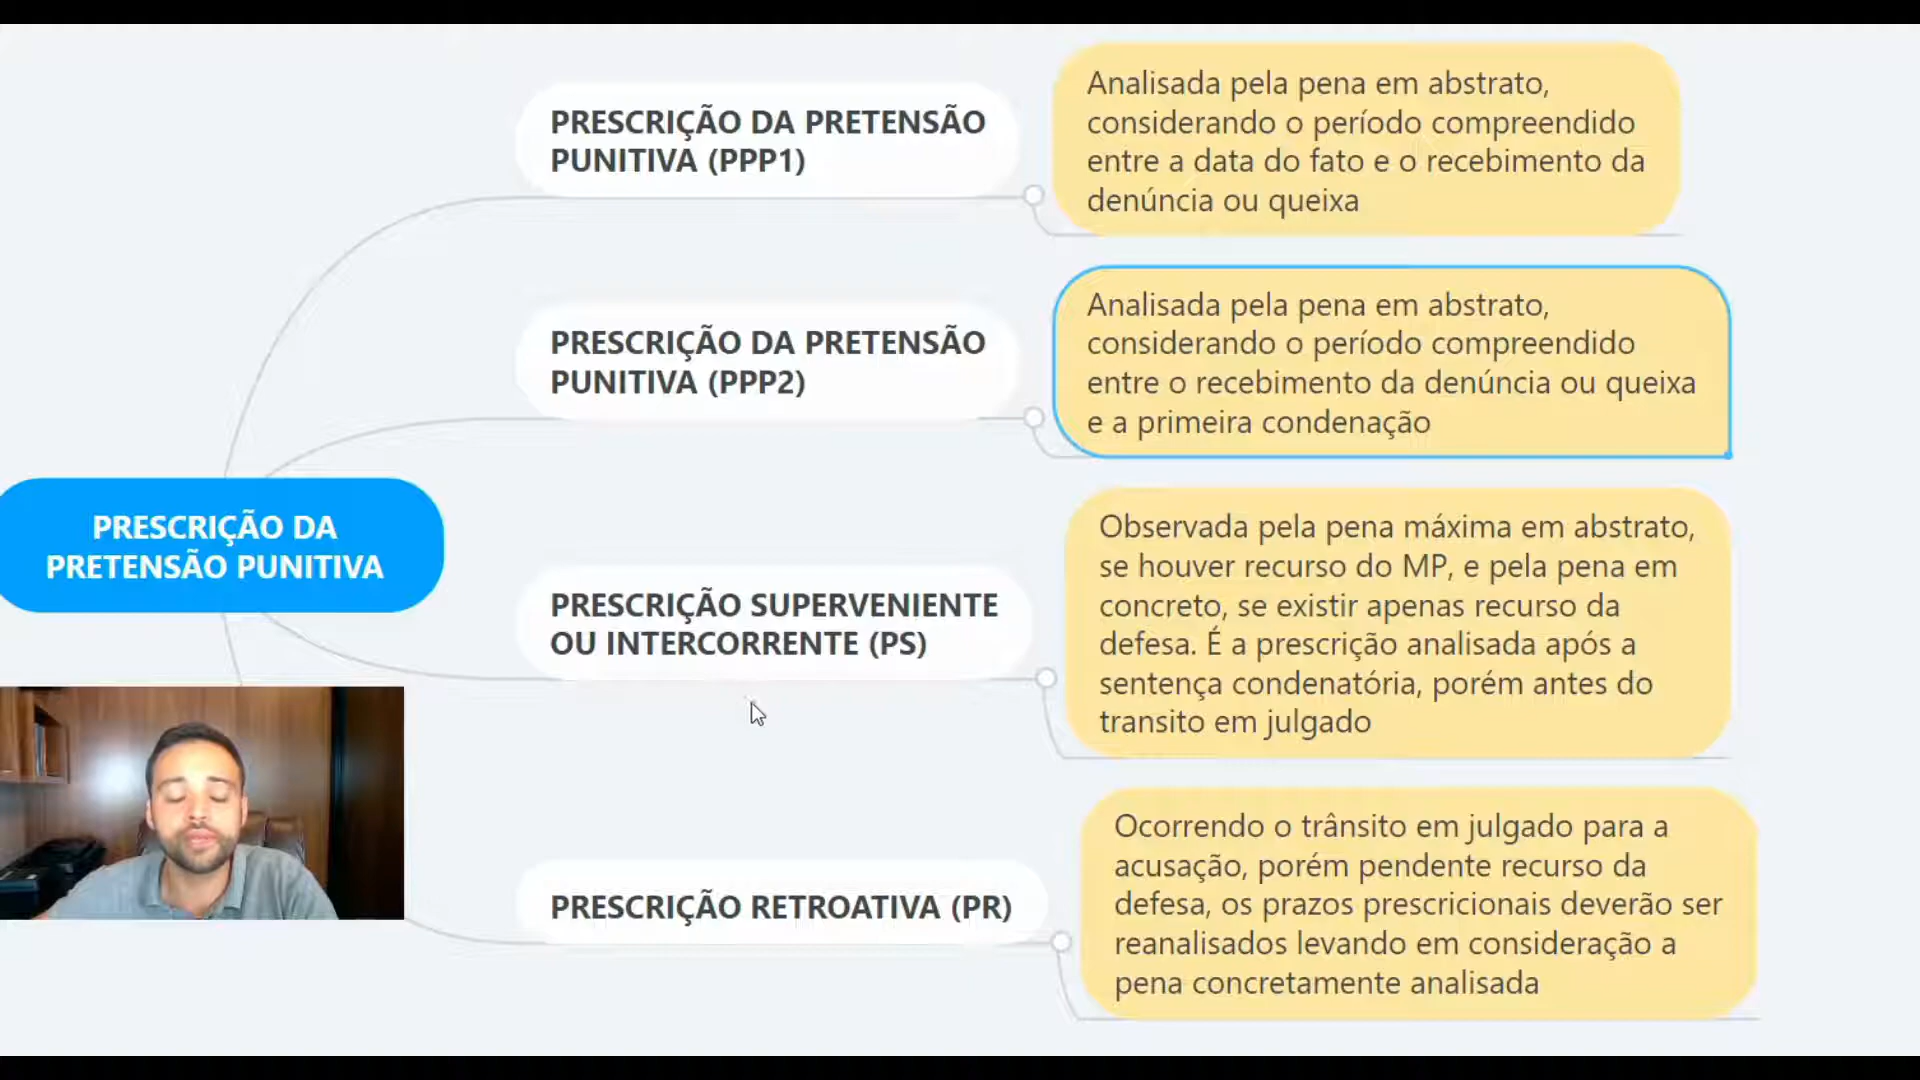 PRESCRIÇÃO DA PRETENSÃO
PUNITIVA (PPP1)
Analisada pela pena em abstrato,
considerando o período compreendido
entre a data do fato e o recebimento da
denúncia ou queixa
PRESCRIÇÃO DA PRETENSÃO
PUNITIVA (PPP2)
Analisada pela pena em abstrato,
considerando o período compreendido
entre o recebimento da denúncia ou queixa
e a primeira condenação
PRESCRIÇÃO DA
PRETENSÃO PUNITIVA
PRESCRIÇÃO SUPERVENIENTE
OU INTERCORRENTE (PS)
Observada pela pena máxima em abstrato,
se houver recurso do MP, e pela pena em
concreto, se existir apenas recurso da
defesa. É a prescrição analisada após a
sentença condenatória, porém antes do
transito em julgado
PRESCRIÇÃO RETROATIVA (PR)
Ocorrendo o trânsito em julgado para a
acusação, porém pendente recurso da
defesa, os prazos prescricionais deverão ser
reanalisados levando em consideração a
pena concretamente analisada